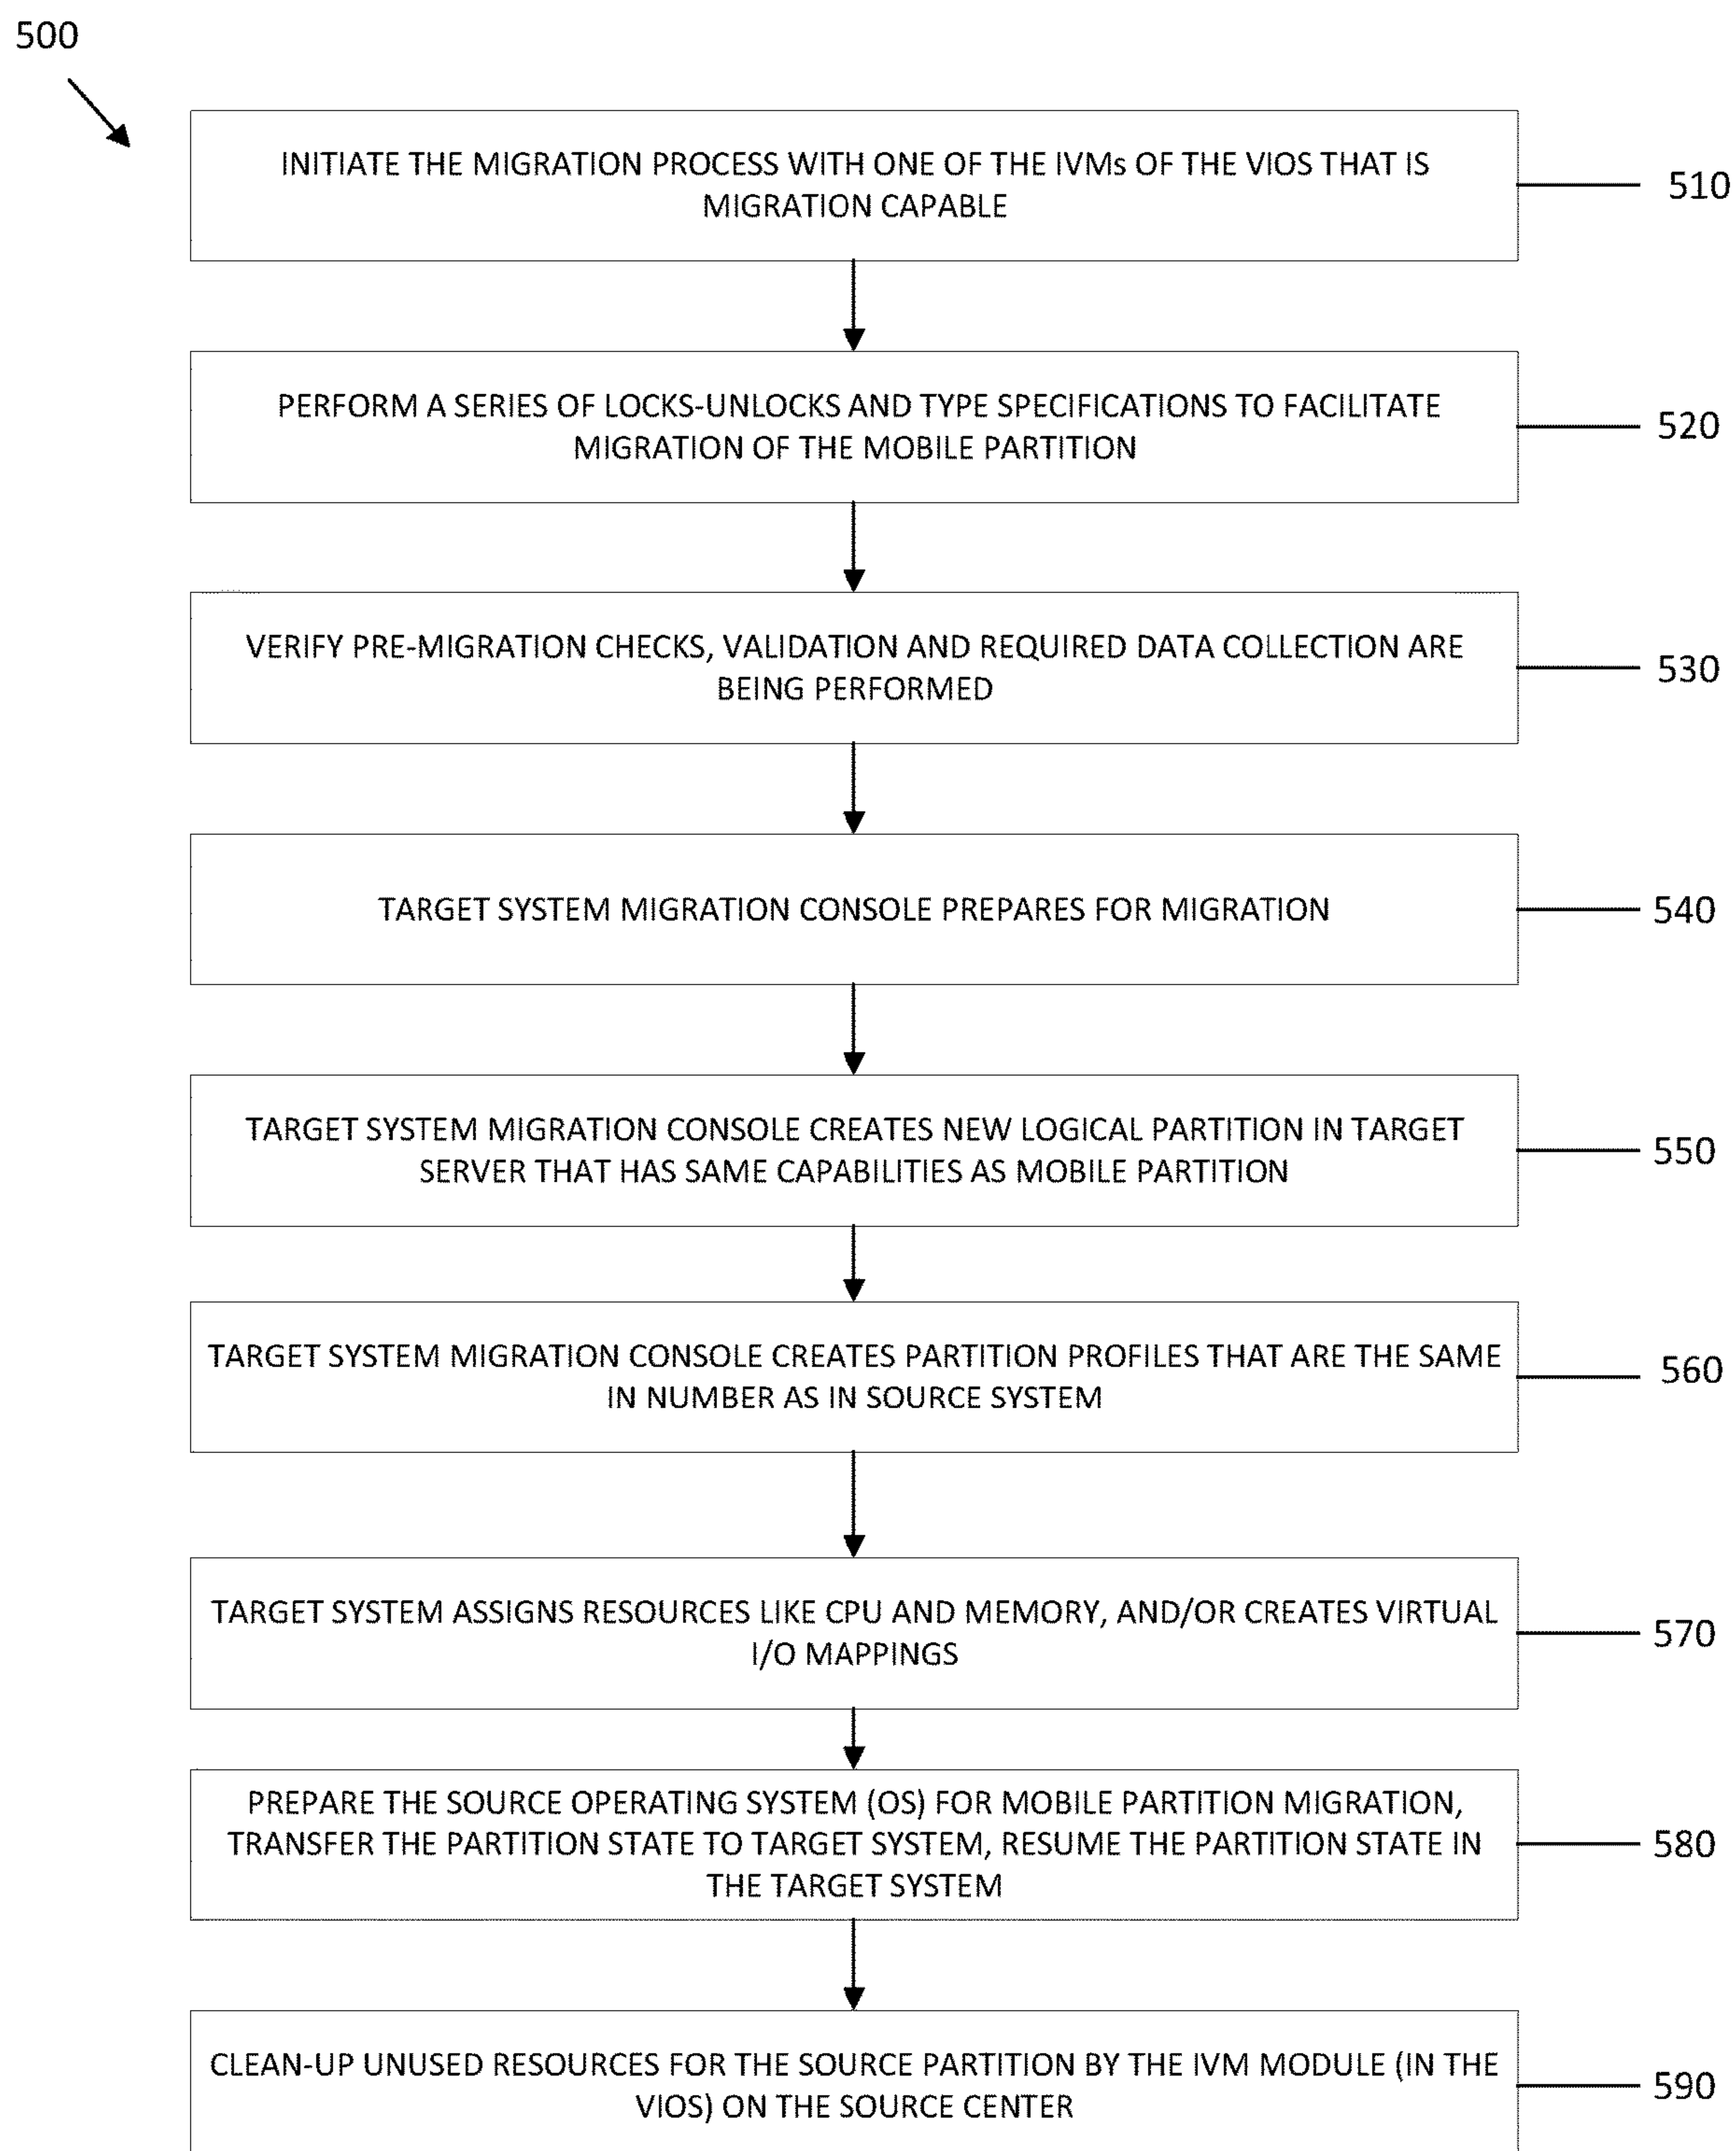 500
INITIATE THE MIGRATION PROCESS WITH ONE OF THE IVMs OF THE VIOS THAT IS
MIGRATION CAPABLE
510
PERFORM A SERIES OF LOCKS-UNLOCKS AND TYPE SPECIFICATIONS TO FACILITATE
MIGRATION OF THE MOBILE PARTITION
520
VERIFY PRE-MIGRATION CHECKS, VALIDATION AND REQUIRED DATA COLLECTION ARE
BEING PERFORMED
530
TARGET SYSTEM MIGRATION CONSOLE PREPARES FOR MIGRATION
540
TARGET SYSTEM MIGRATION CONSOLE CREATES NEW LOGICAL PARTITION IN TARGET
SERVER THAT HAS SAME CAPABILITIES AS MOBILE PARTITION
550
TARGET SYSTEM MIGRATION CONSOLE CREATES PARTITION PROFILES THAT ARE THE SAME
IN NUMBER AS IN SOURCE SYSTEM
560
TARGET SYSTEM ASSIGNS RESOURCES LIKE CPU AND MEMORY, AND/OR CREATES VIRTUAL
I/O MAPPINGS
570
PREPARE THE SOURCE OPERATING SYSTEM (OS) FOR MOBILE PARTITION MIGRATION,
TRANSFER THE PARTITION STATE TO TARGET SYSTEM, RESUME THE PARTITION STATE IN
THE TARGET SYSTEM
580
CLEAN-UP UNUSED RESOURCES FOR THE SOURCE PARTITION BY THE IVM MODULE (IN THE
VIOS) ON THE SOURCE CENTER
590